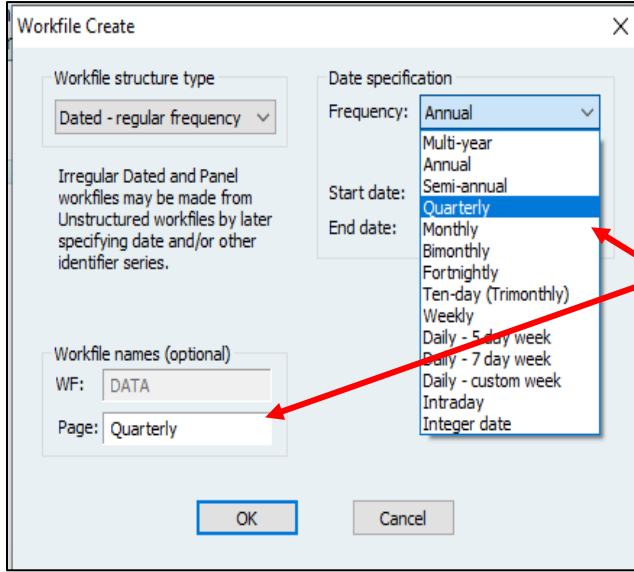 Workfile Create
Workfile structure type
Dated - regular frequency
Irregular Dated and Panel
workfiles may be made from
Unstructured workfiles by later
specifying date and/or other
identifier series.
Date specification
Frequency: Annual
Multi-year
Annual
Semi-annual
Quarterly
Monthly
Bimonthly
Fortnightly
Ten-day (Trimonthly)
Weekly
Daily - 5 day week
Daily - 7 day week
Daily - custom week
Intraday
Integer date
Start date:
End date:
Workfile names (optional)
WF: DATA
Page: Quarterly
OK
Cancel